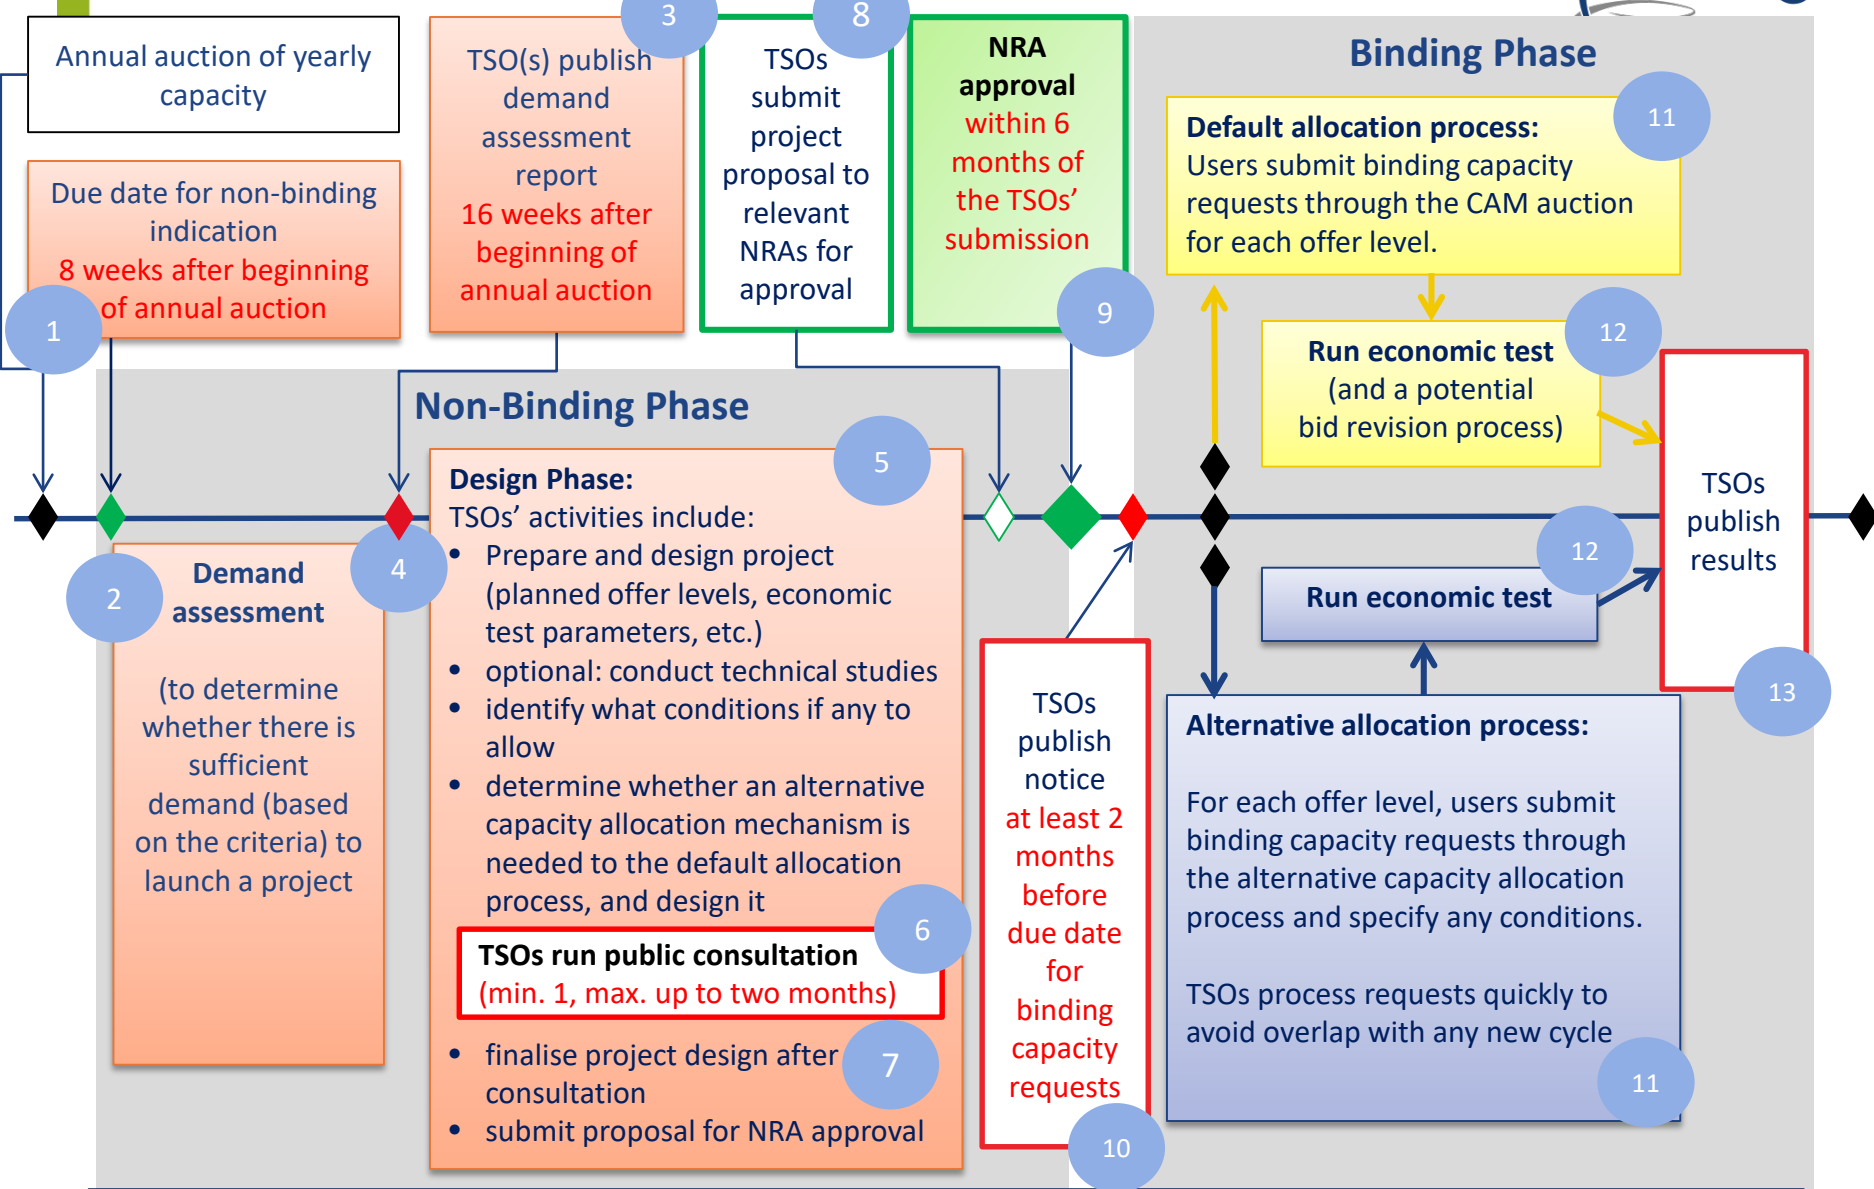 Annual auction of yearly
capacity
Due date for non-binding
indication
8 weeks after beginning
of annual auction
1
3
TSO(s) publish
demand
assessment
report
16 weeks after
beginning of
annual auction
8
TSOs
submit
project
proposal to
relevant
NRAs for
approval
NRA
approval
within 6
months of
the TSOs’
submission
9
Non-Binding Phase
2
Demand
assessment
(to determine
whether there is
sufficient
demand (based
on the criteria) to
launch a project
4
5
Design Phase:
TSOs’ activities include:
• Prepare and design project
(planned offer levels, economic
test parameters, etc.)
• optional: conduct technical studies
• identify what conditions if any to
allow
• determine whether an alternative
capacity allocation mechanism is
needed to the default allocation
process, and design it
6
TSOs run public consultation
(min. 1, max. up to two months)
7
• finalise project design after
consultation
• submit proposal for NRA approval
TSOs
publish
notice
at least 2
months
before
due date
for
binding
capacity
requests
10
Binding Phase
11
Default allocation process:
Users submit binding capacity
requests through the CAM auction
for each offer level.
12
Run economic test
(and a potential
bid revision process)
12
Run economic test
Alternative allocation process:
For each offer level, users submit
binding capacity requests through
the alternative capacity allocation
process and specify any conditions.
TSOs process requests quickly to
avoid overlap with any new cycle
11
TSOs
publish
results
13